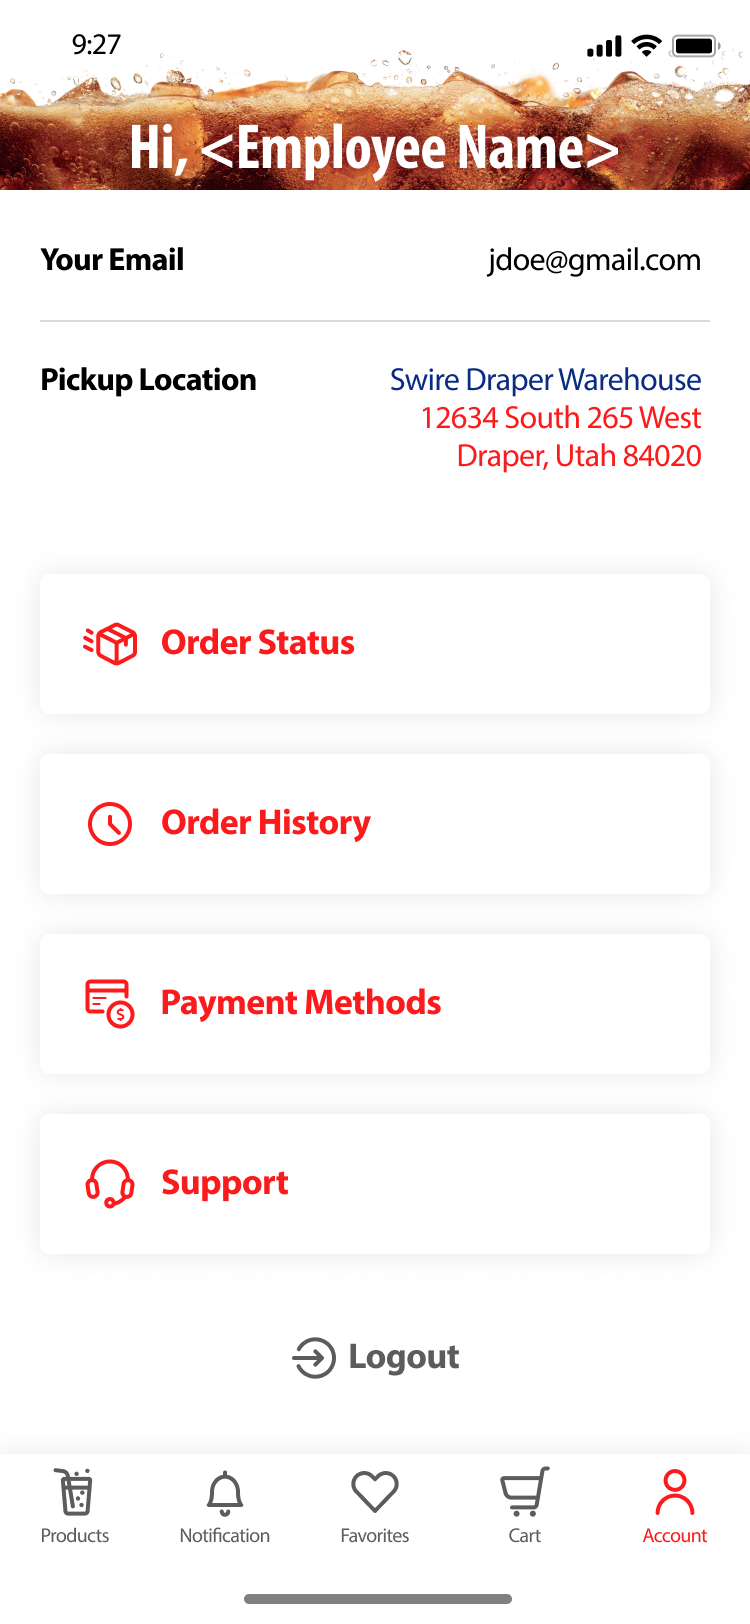 9:27
Hi, <Employee Name>
Your Email
jdoe@gmail.com
Pickup Location
Swire Draper Warehouse
12634 South 265 West
Draper, Utah 84020
Order Status
Order History
$
Payment Methods
Support
Logout
Products
Notification
Favorites
Cart
Account